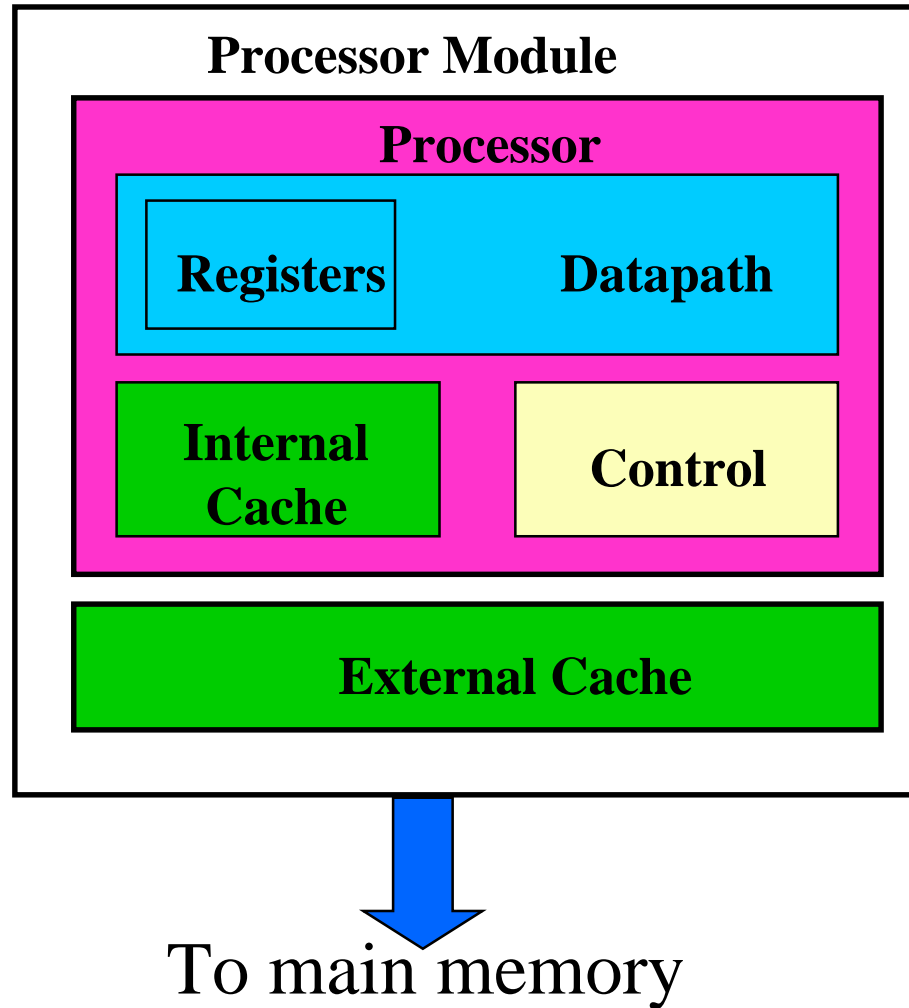 Processor Module
Processor
Registers
Datapath
Internal
Cache
Control
External Cache
To main memory